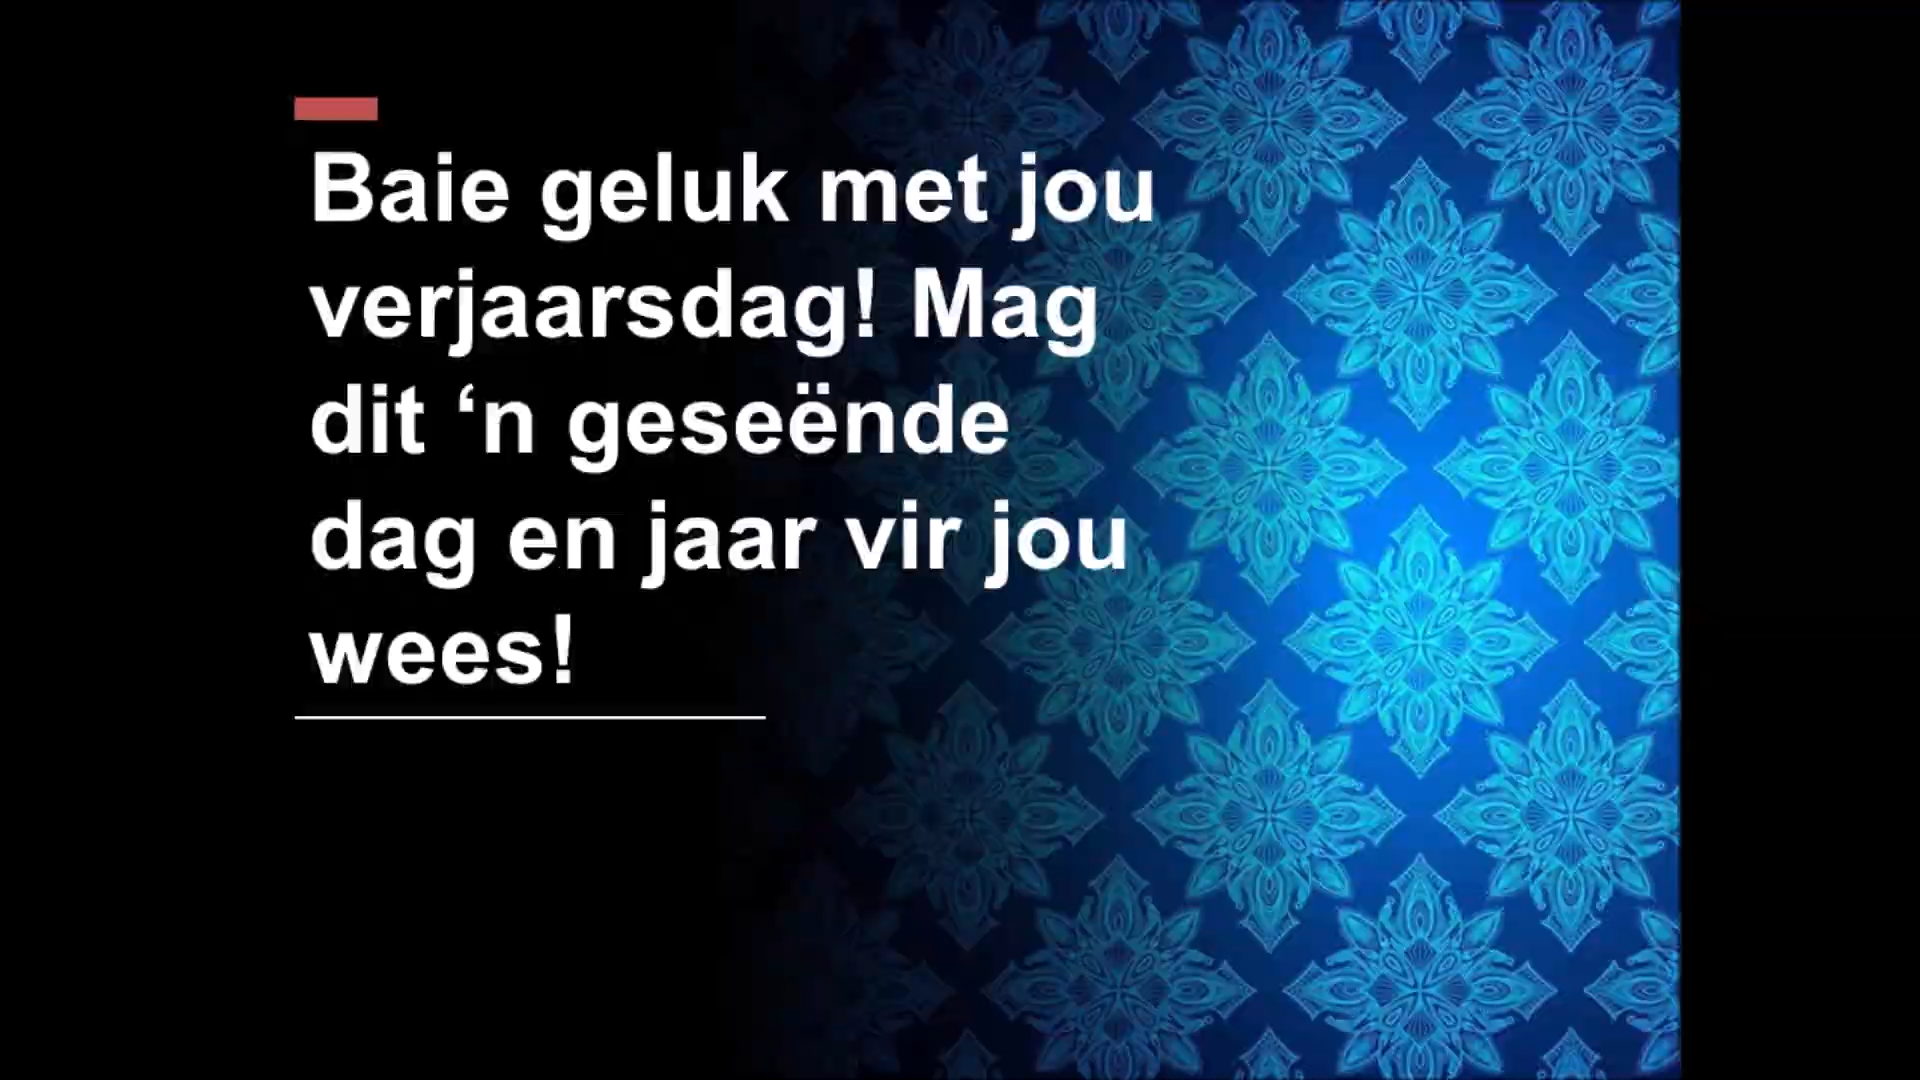 Baie geluk met jou
verjaarsdag! Mag
dit ‘n geseënde
dag en jaar vir jou
wees!